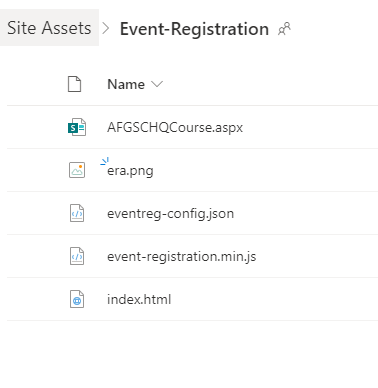 Site Assets > Event-Registration
Name
AFGSCHQCourse.aspx
era.png
eventreg-config.json
event-registration.min.js
index.html